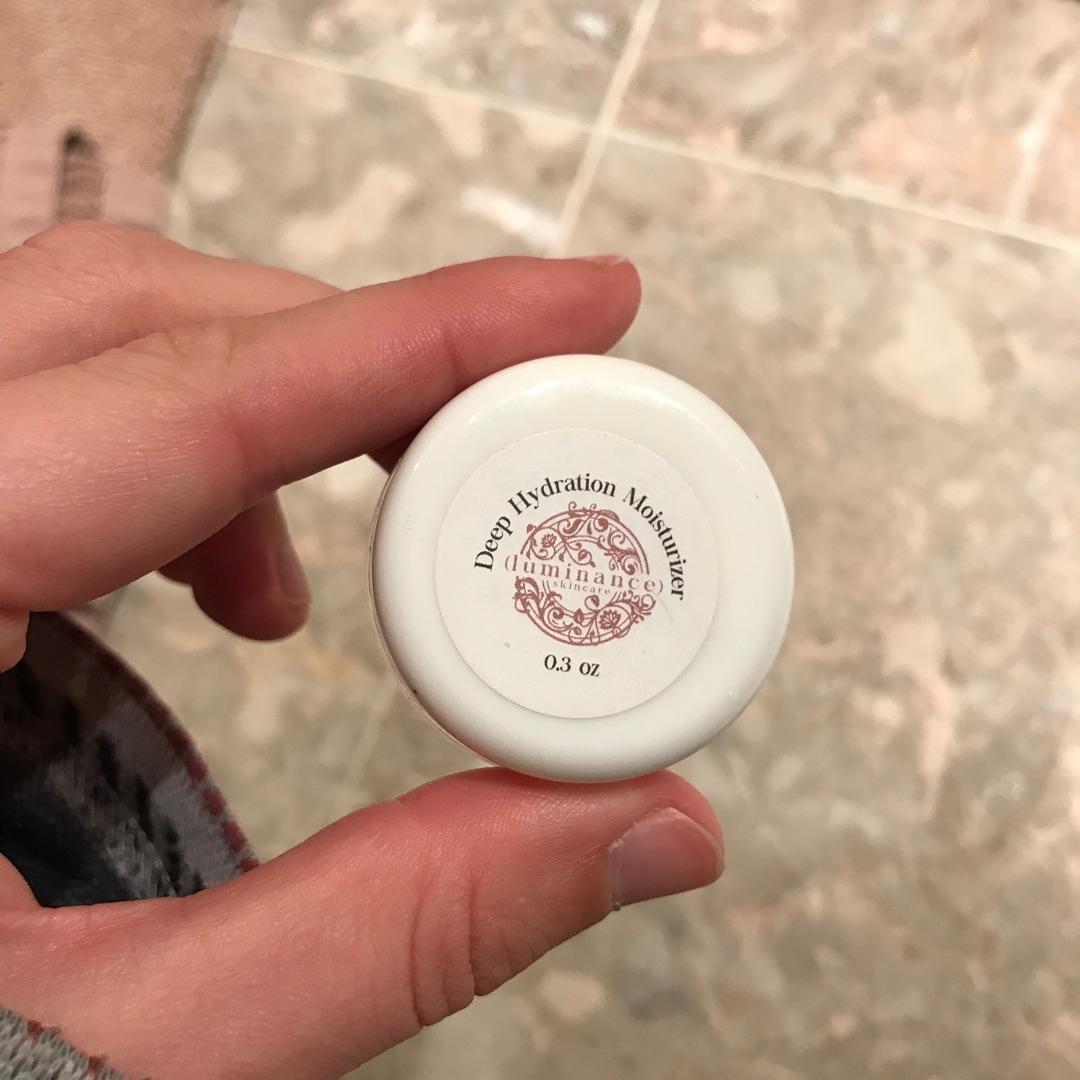 Deep Hydration Moisturizer
(luminance)
skincare
0.3 oz